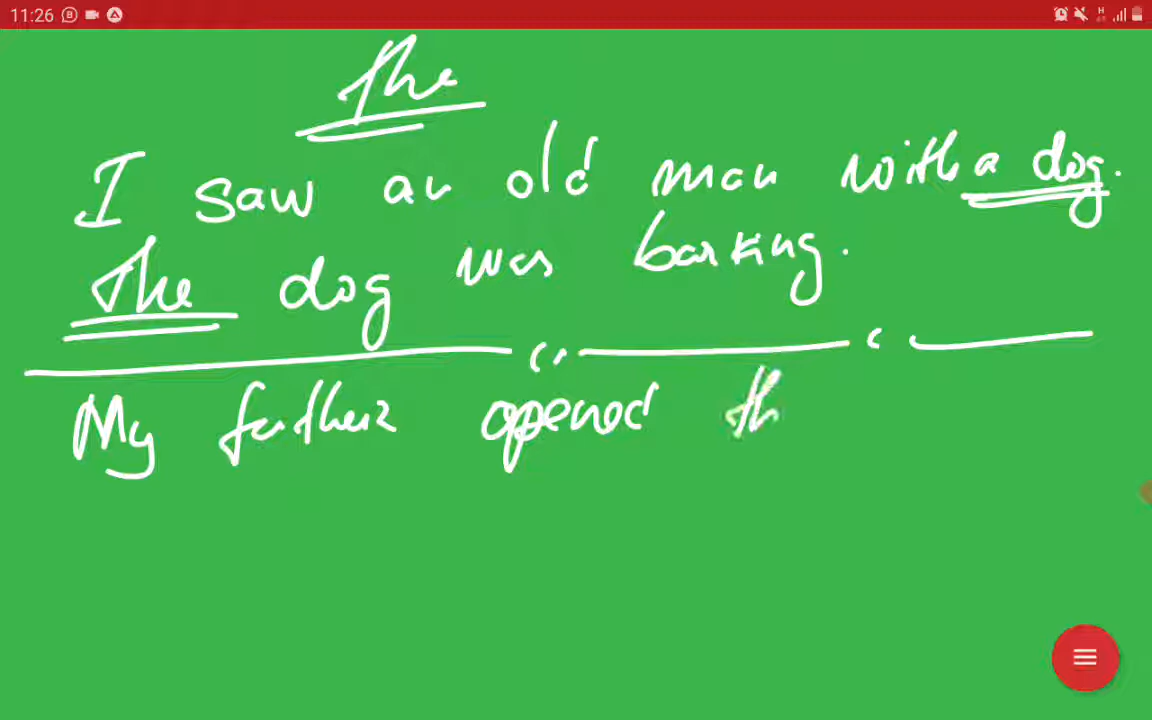 11:26
the
I saw an old man with a dog.
The dog was barking.
My father opened th